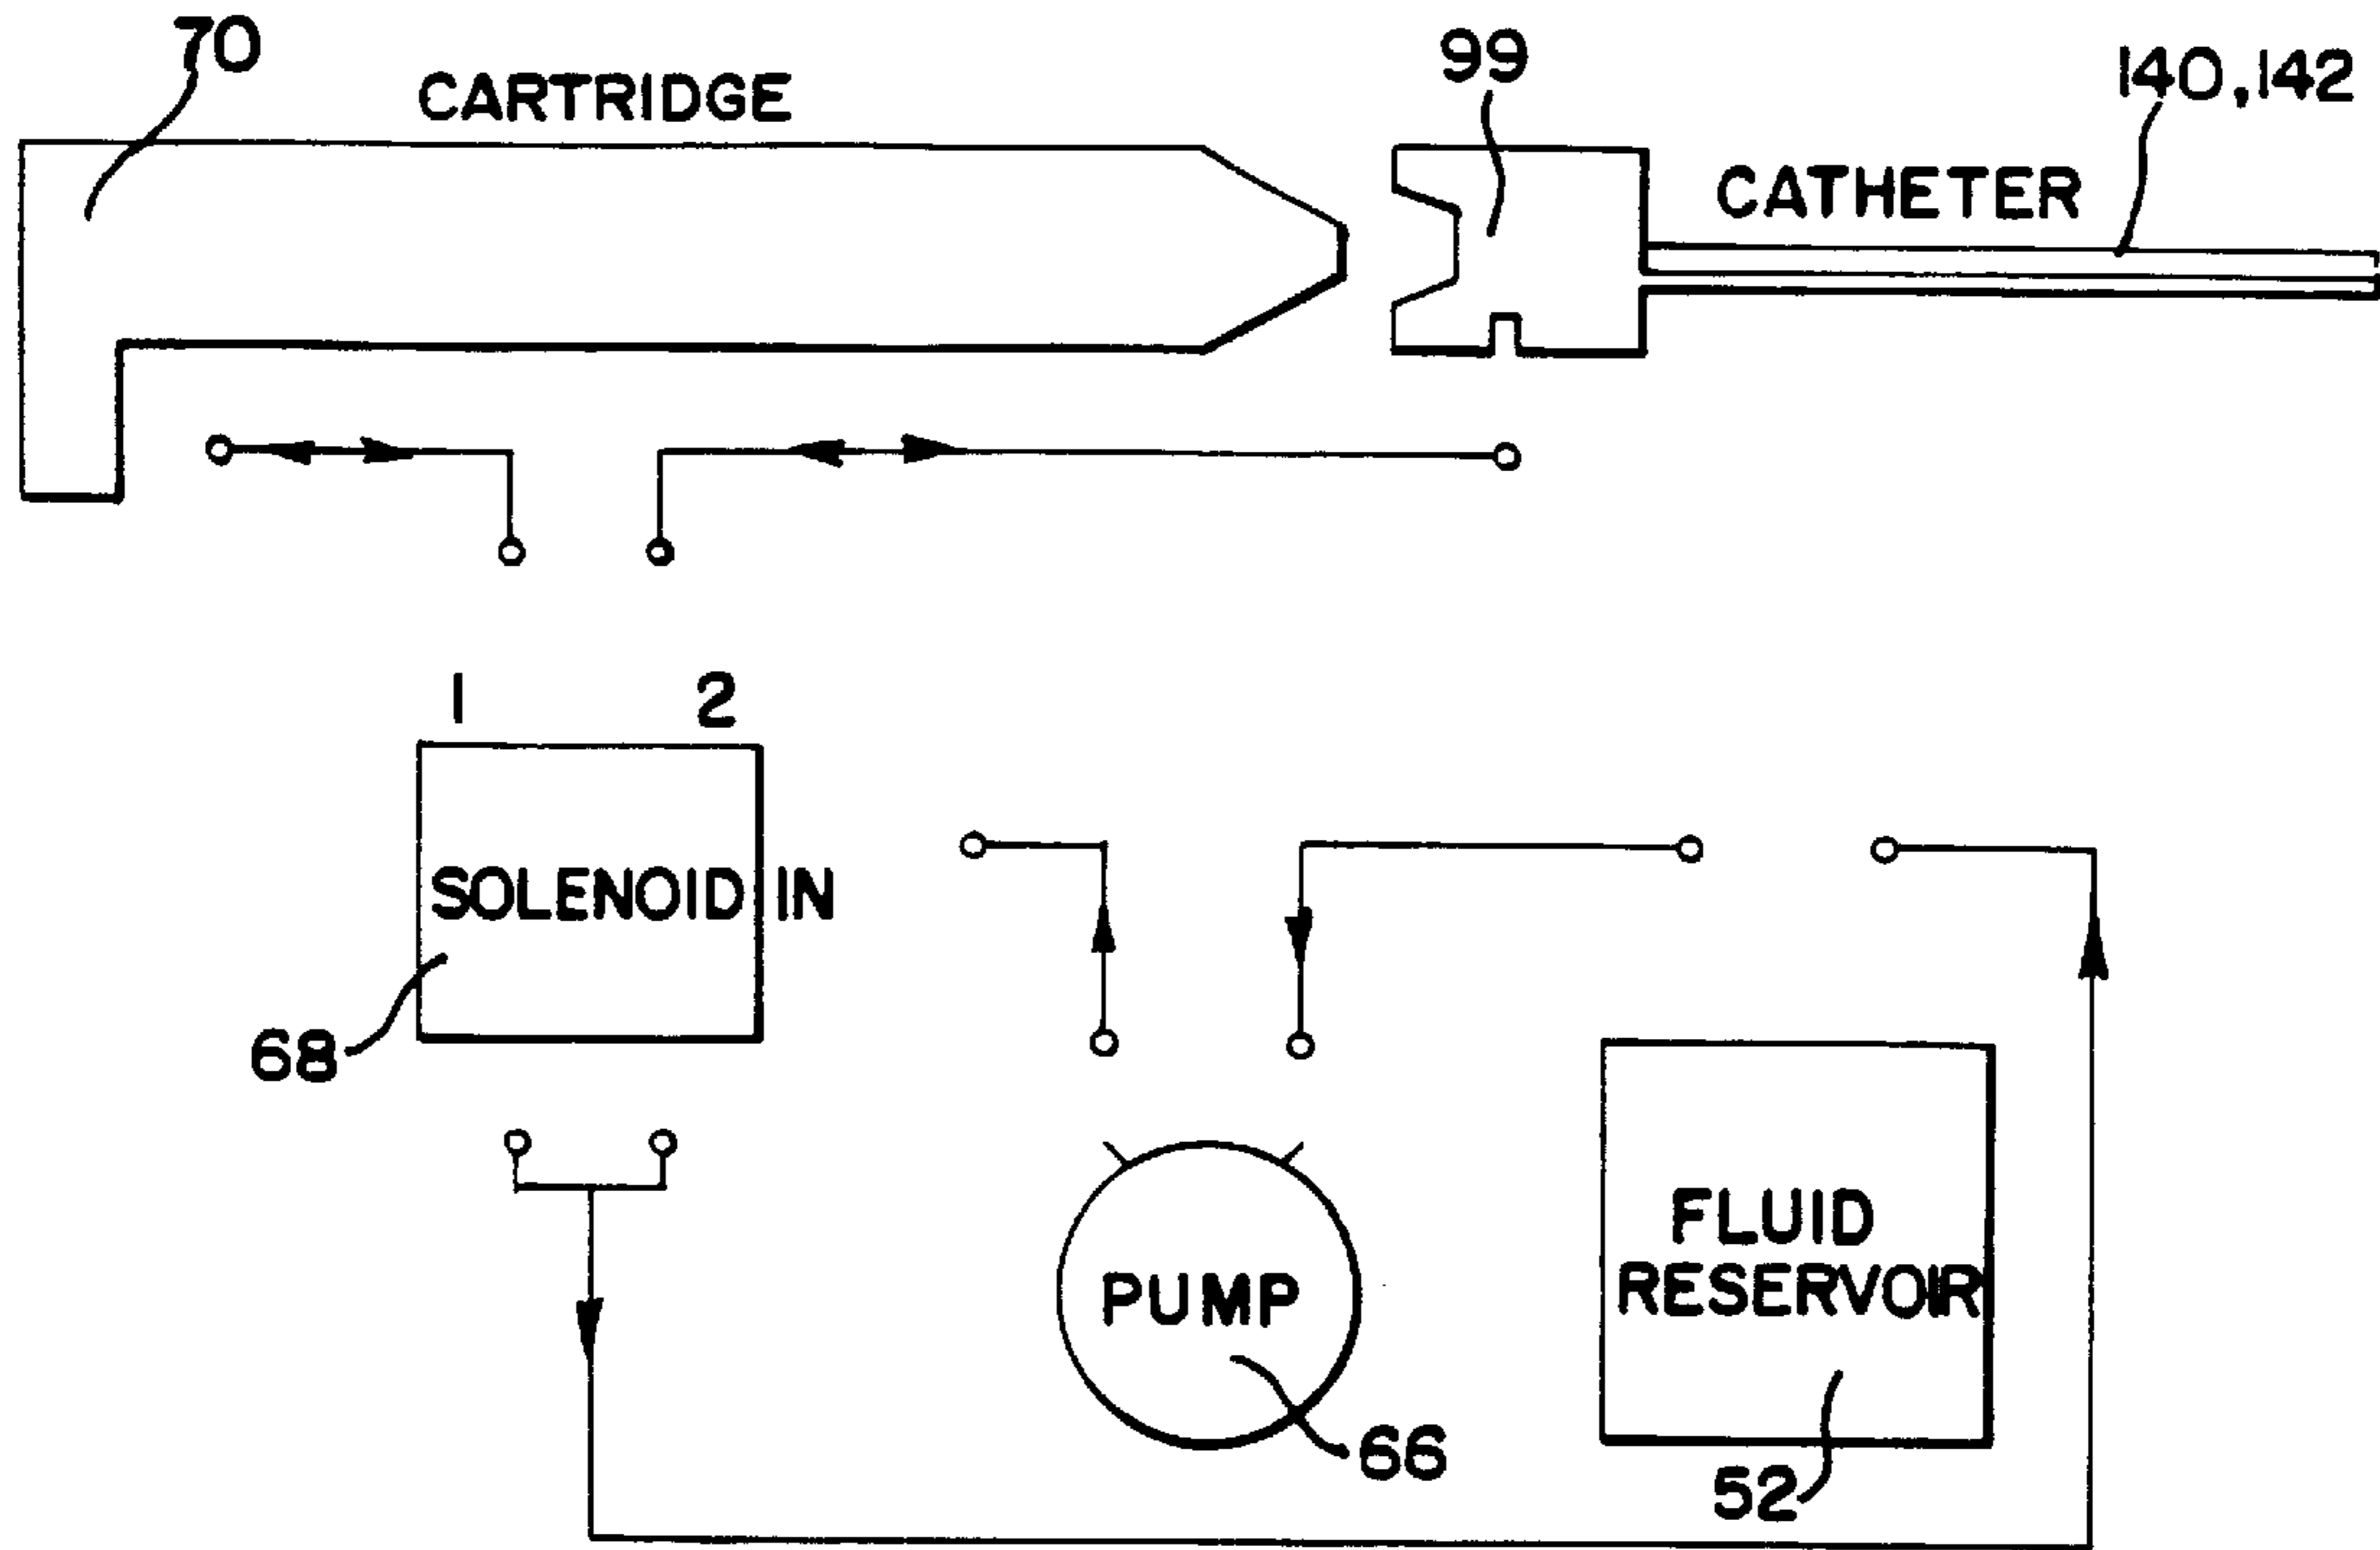 70
CARTRIDGE
99
140,142
CATHETER
1 2
SOLENOID IN
68
FLUID
RESERVOIR
PUMP
66
52